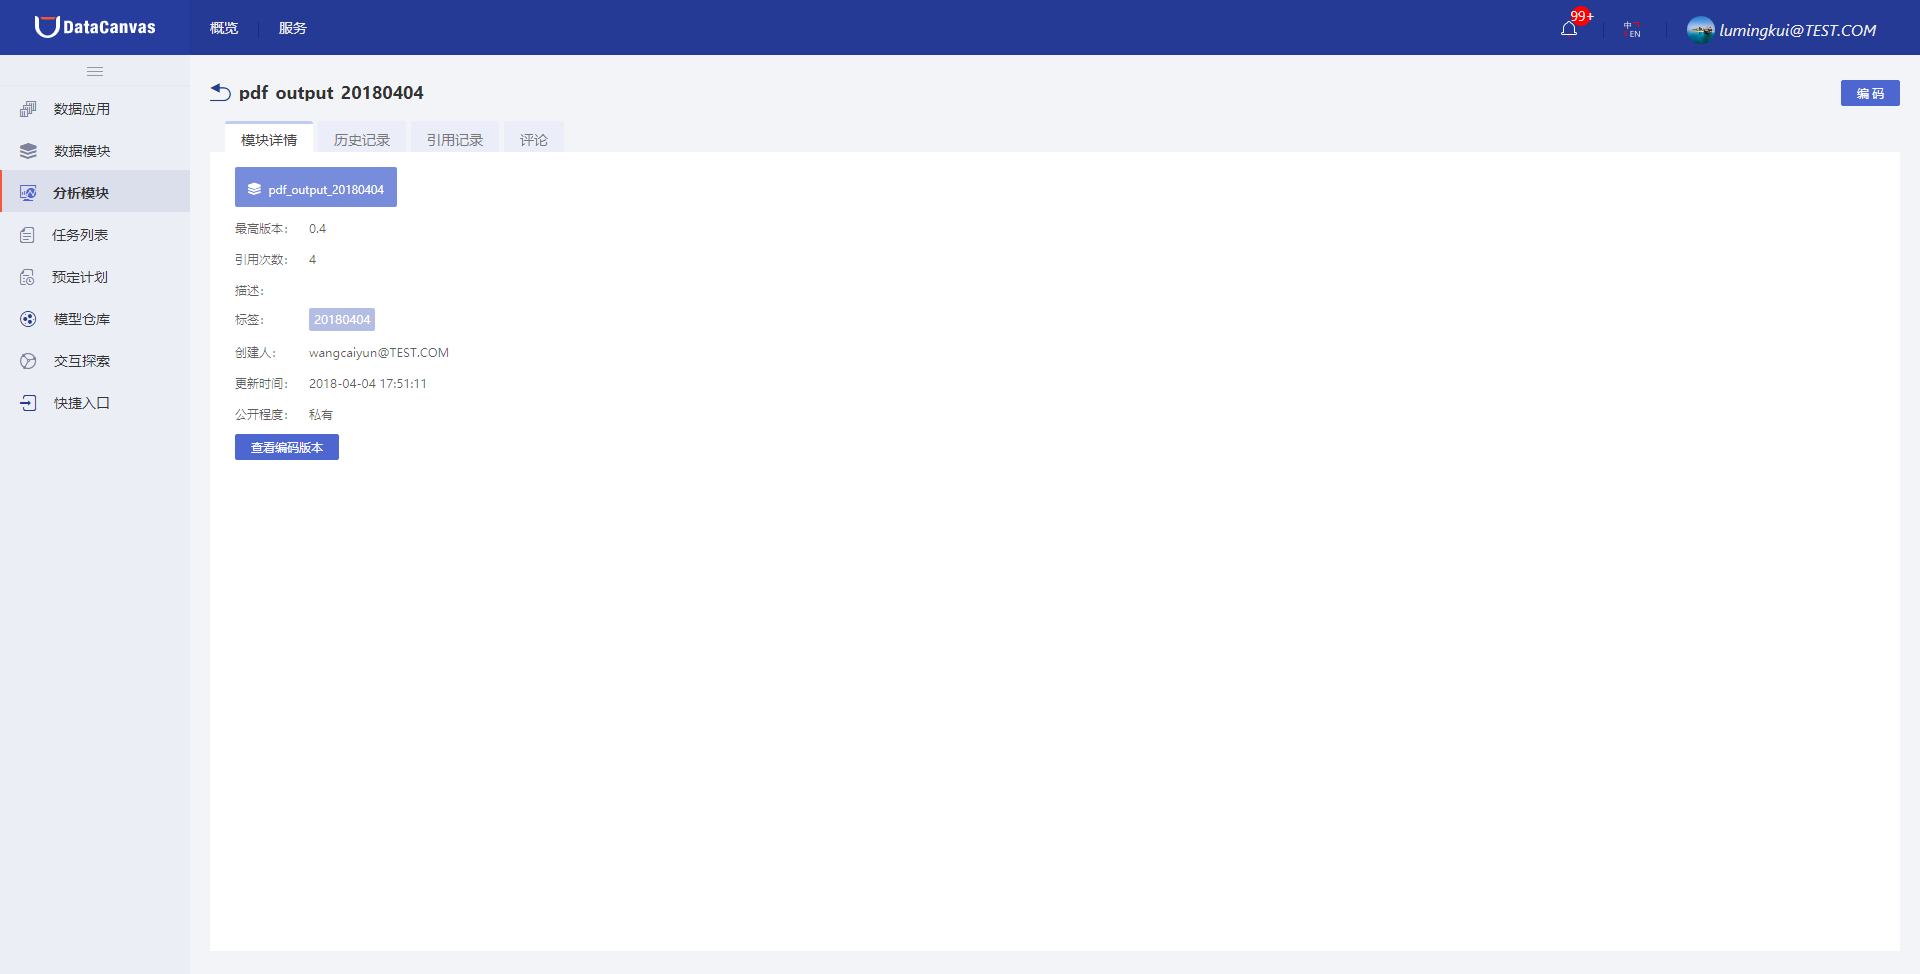 DataCanvas
概览
服务
99+
中
EN
lumingkui@TEST.COM
数据应用
数据模块
分析模块
任务列表
预定计划
模型仓库
交互探索
快捷入口
pdf_output_20180404
编码
模块详情
历史记录
引用记录
评论
pdf_output_20180404
最高版本： 0.4
引用次数： 4
描述：
标签： 20180404
创建人： wangcaiyun@TEST.COM
更新时间： 2018-04-04 17:51:11
公开程度： 私有
查看编码版本